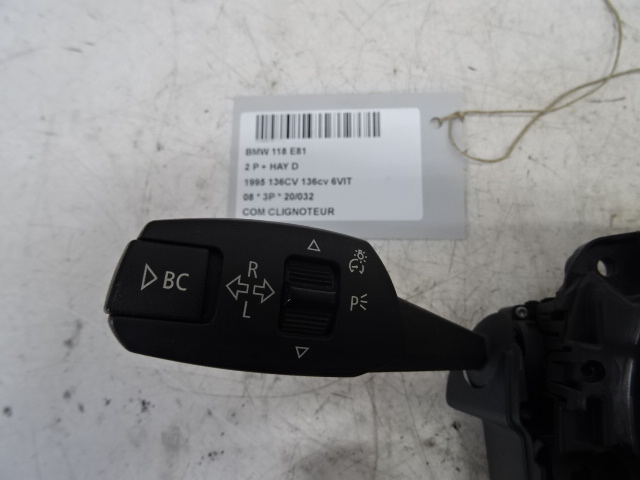 BMW 118 E81
2 P + HAY D
1995 136CV 136cv 6VIT
08 * 3P * 20/032
COM CLIGNOTEUR
BC
R
L
P